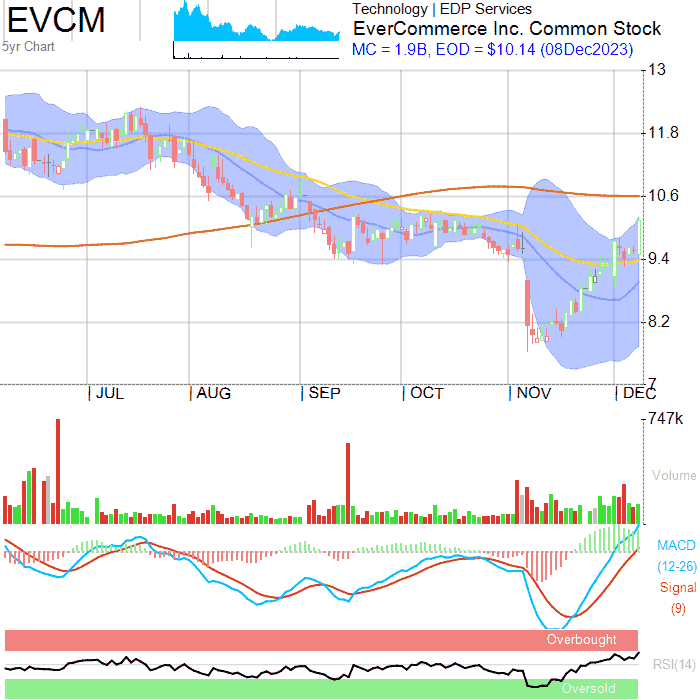 EVCM
5yr Chart
Technology | EDP Services
EverCommerce Inc. Common Stock
MC = 1.9B, EOD = $10.14 (08Dec2023)
13
11.8
10.6
9.4
8.2
7
JUL AUG SEP OCT NOV DEC
747k
Volume
MACD
(12-26)
Signal
(9)
Overbought
RSI(14)
Oversold